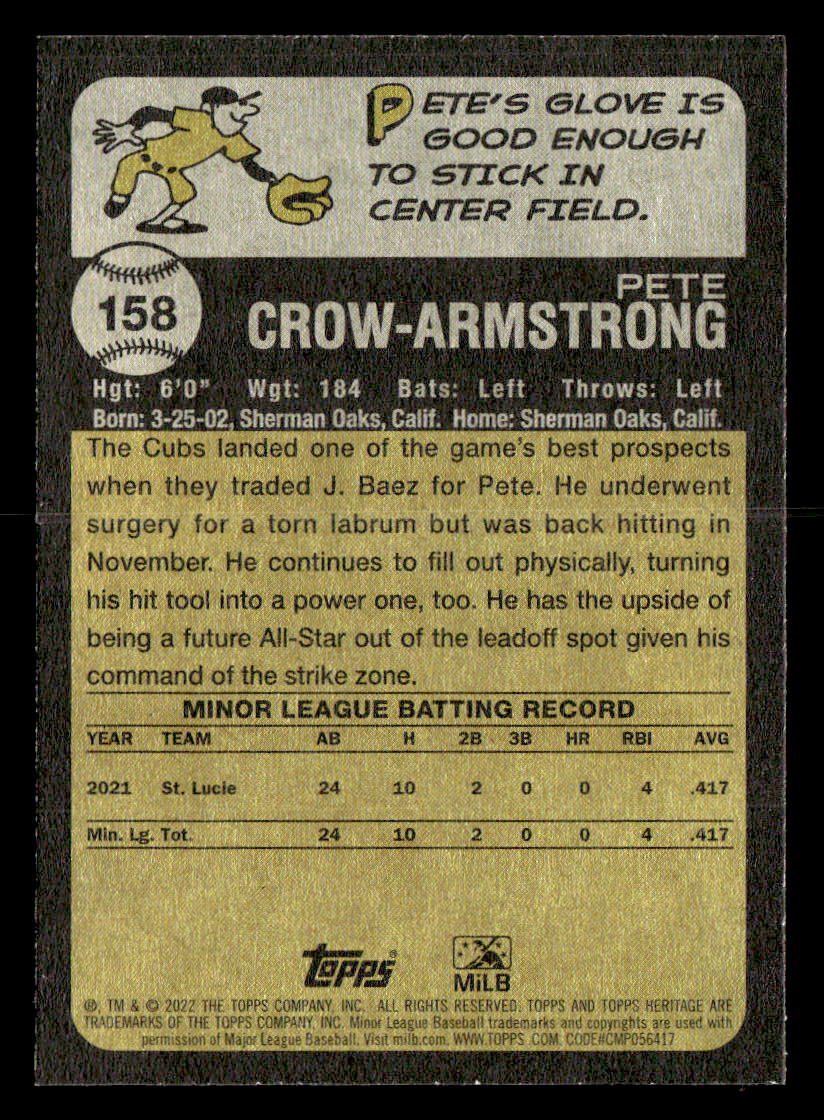 PETE'S GLOVE IS
GOOD ENOUGH
TO STICK IN
CENTER FIELD.
158
PETE
CROW-ARMSTRONG
Hgt: 6'0" Wgt: 184 Bats: Left Throws: Left
Born: 3-25-02, Sherman Oaks, Calif. Home: Sherman Oaks, Calif.
The Cubs landed one of the game's best prospects
when they traded J. Baez for Pete. He underwent
surgery for a torn labrum but was back hitting in
November. He continues to fill out physically, turning
his hit tool into a power one, too. He has the upside of
being a future All-Star out of the leadoff spot given his
command of the strike zone.
MINOR LEAGUE BATTING RECORD
YEAR TEAM AB H 2B 3B HR RBI AVG
2021 St. Lucie 24 10 2 0 0 4 .417
Min. Lg. Tot. 24 10 2 0 0 4 .417
topps®
MiLB
®, TM & © 2022 THE TOPPS COMPANY, INC. ALL RIGHTS RESERVED. TOPPS AND TOPPS HERITAGE ARE
TRADEMARKS OF THE TOPPS COMPANY, INC. Minor League Baseball trademarks and copyrights are used with
permission of Major League Baseball. Visit milb.com. WWW.TOPPS.COM CODE#CMP056417